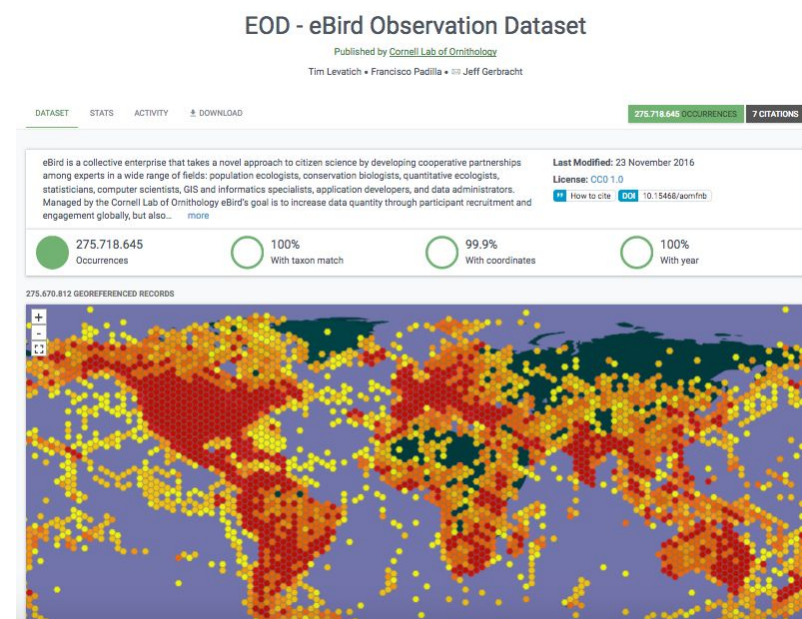 EOD - eBird Observation Dataset
Published by Cornell Lab of Ornithology
Tim Levatich • Francisco Padilla • Jeff Gerbracht
DATASET STATS ACTIVITY DOWNLOAD
275.718.645 OCCURRENCES 7 CITATIONS
eBird is a collective enterprise that takes a novel approach to citizen science by developing cooperative partnerships
among experts in a wide range of fields: population ecologists, conservation biologists, quantitative ecologists,
statisticians, computer scientists, GIS and informatics specialists, application developers, and data administrators.
Managed by the Cornell Lab of Ornithology eBird's goal is to increase data quantity through participant recruitment and
engagement globally, but also... more
Last Modified: 23 November 2016
License: CC0 1.0
How to cite DOI 10.15468/aomfnb
275.718.645
Occurrences
100%
With taxon match
99.9%
With coordinates
100%
With year
275.670.812 GEOREFERENCED RECORDS
+
-